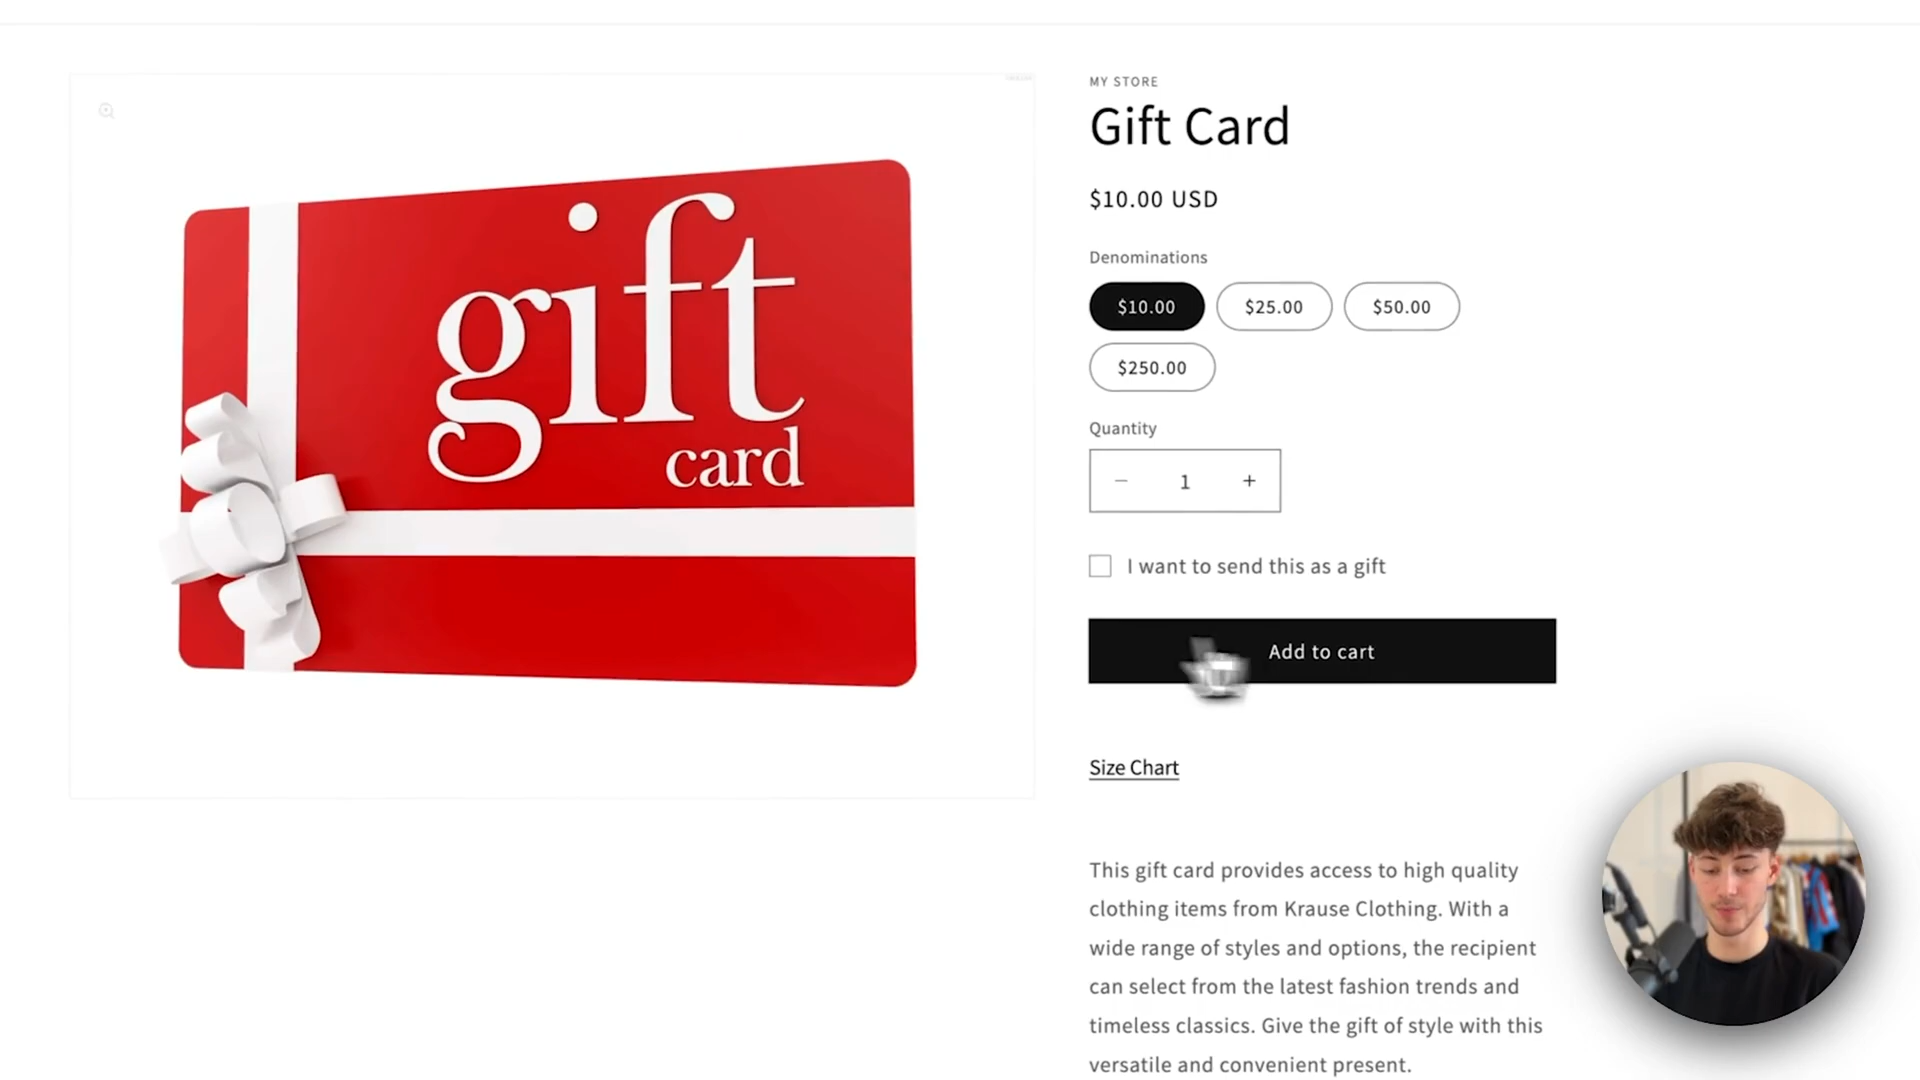 gift
card
MY STORE
Gift Card
$10.00 USD
Denominations
$10.00 $25.00 $50.00
$250.00
Quantity
− 1 +
I want to send this as a gift
Add to cart
Size Chart
This gift card provides access to high quality
clothing items from Krause Clothing. With a
wide range of styles and options, the recipient
can select from the latest fashion trends and
timeless classics. Give the gift of style with this
versatile and convenient present.